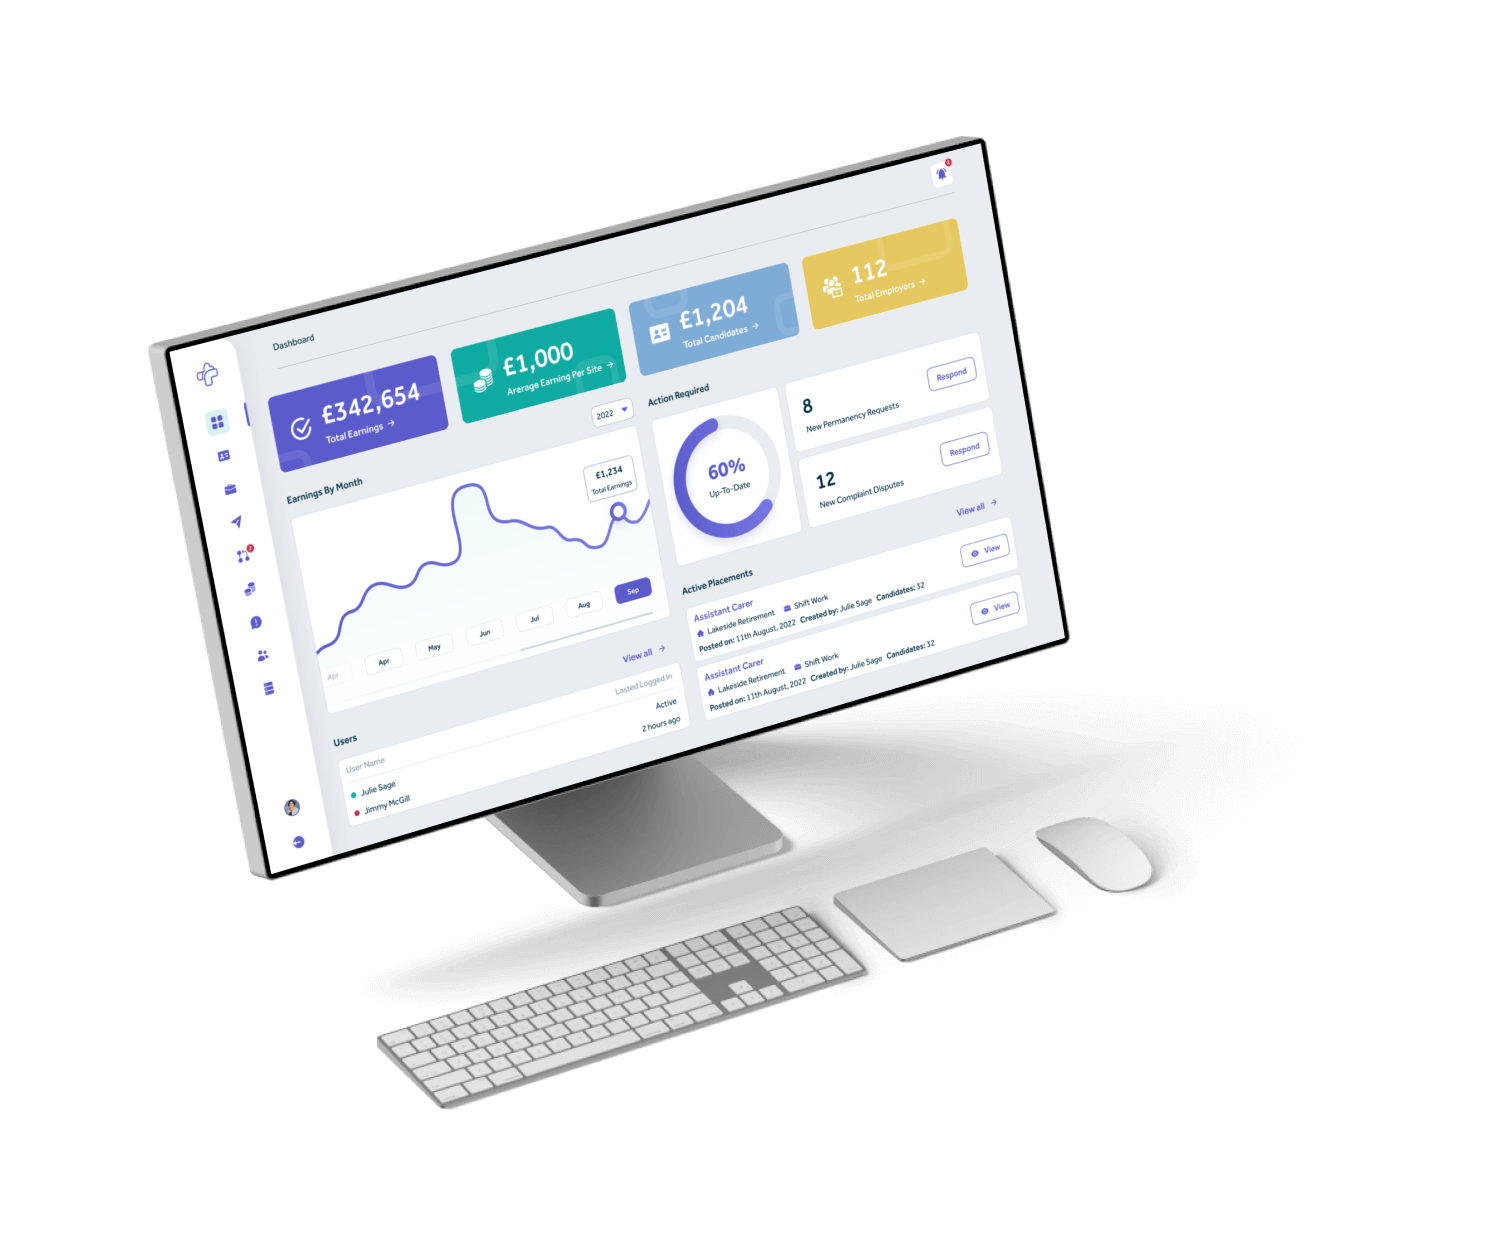 Dashboard
£342,654
Total Earnings
£1,000
Arerage Earning Per Site
£1,204
Total Candidates
112
Total Employers
Earnings By Month
2022
£1,234
Total Earnings
Apr
Apr
May
Jun
Jul
Aug
Sep
Action Required
60%
Up-To-Date
8
New Permanency Requests
Respond
12
New Complaint Disputes
Respond
View all
Active Placements
Assistant Carer
Lakeside Retirement
Shift Work
Posted on: 11th August, 2022 Created by: Julie Sage Candidates: 32
View
Assistant Carer
Lakeside Retirement
Shift Work
Posted on: 11th August, 2022 Created by: Julie Sage Candidates: 32
View
Users
View all
User Name
Lasted Logged In
Julie Sage
Active
Jimmy McGill
2 hours ago